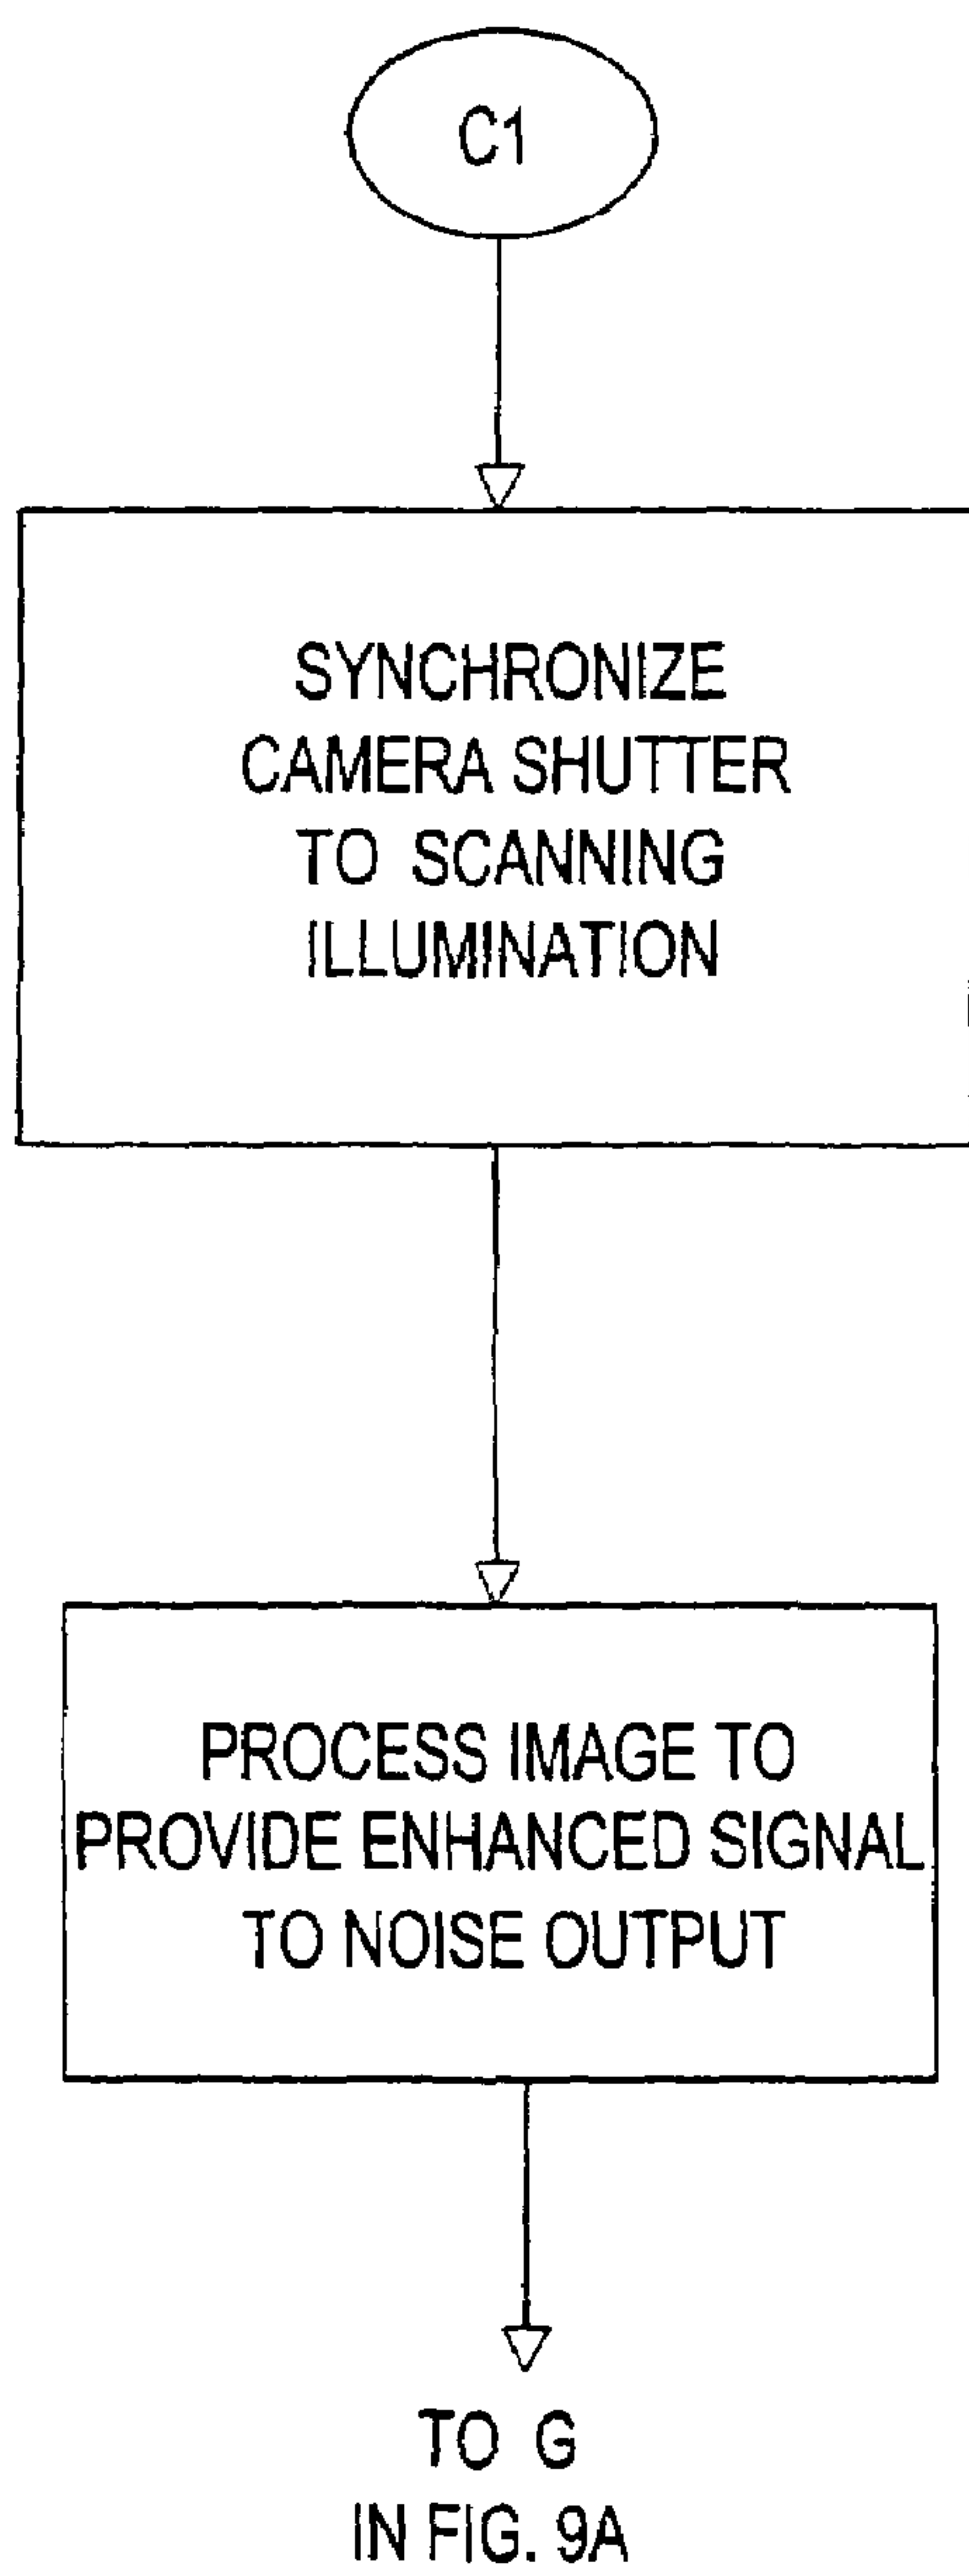 C1
SYNCHRONIZE
CAMERA SHUTTER
TO SCANNING
ILLUMINATION
PROCESS IMAGE TO
PROVIDE ENHANCED SIGNAL
TO NOISE OUTPUT
TO G
IN FIG. 9A